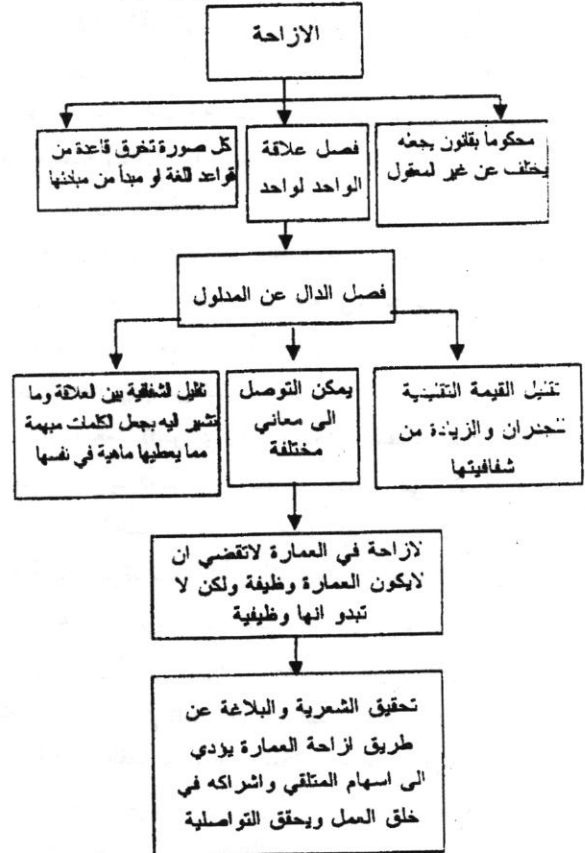 الازاحة
محكوماً بقانون يجعله
يختلف عن غير المعقول
فصل علاقة
الواحد لواحد
كل صورة تخرق قاعدة من
قواعد اللغة او مبدأ من مبادئها
فصل الدال عن المدلول
تقليل القيمة التقليدية
للجدران والزيادة من
شفافيتها
يمكن التوصل
الى معاني
مختلفة
تقليل الشفافية بين العلاقة وما
تشير اليه بجعل الكلمات مبهمة
مما يعطيها ماهية في نفسها
لازاحة في العمارة لاتقضي ان
لايكون العمارة وظيفة ولكن لا
تبدو انها وظيفية
تحقيق الشعرية والبلاغة عن
طريق ازاحة العمارة يؤدي
الى اسهام المتلقي واشراكه في
خلق العمل ويحقق التواصلية